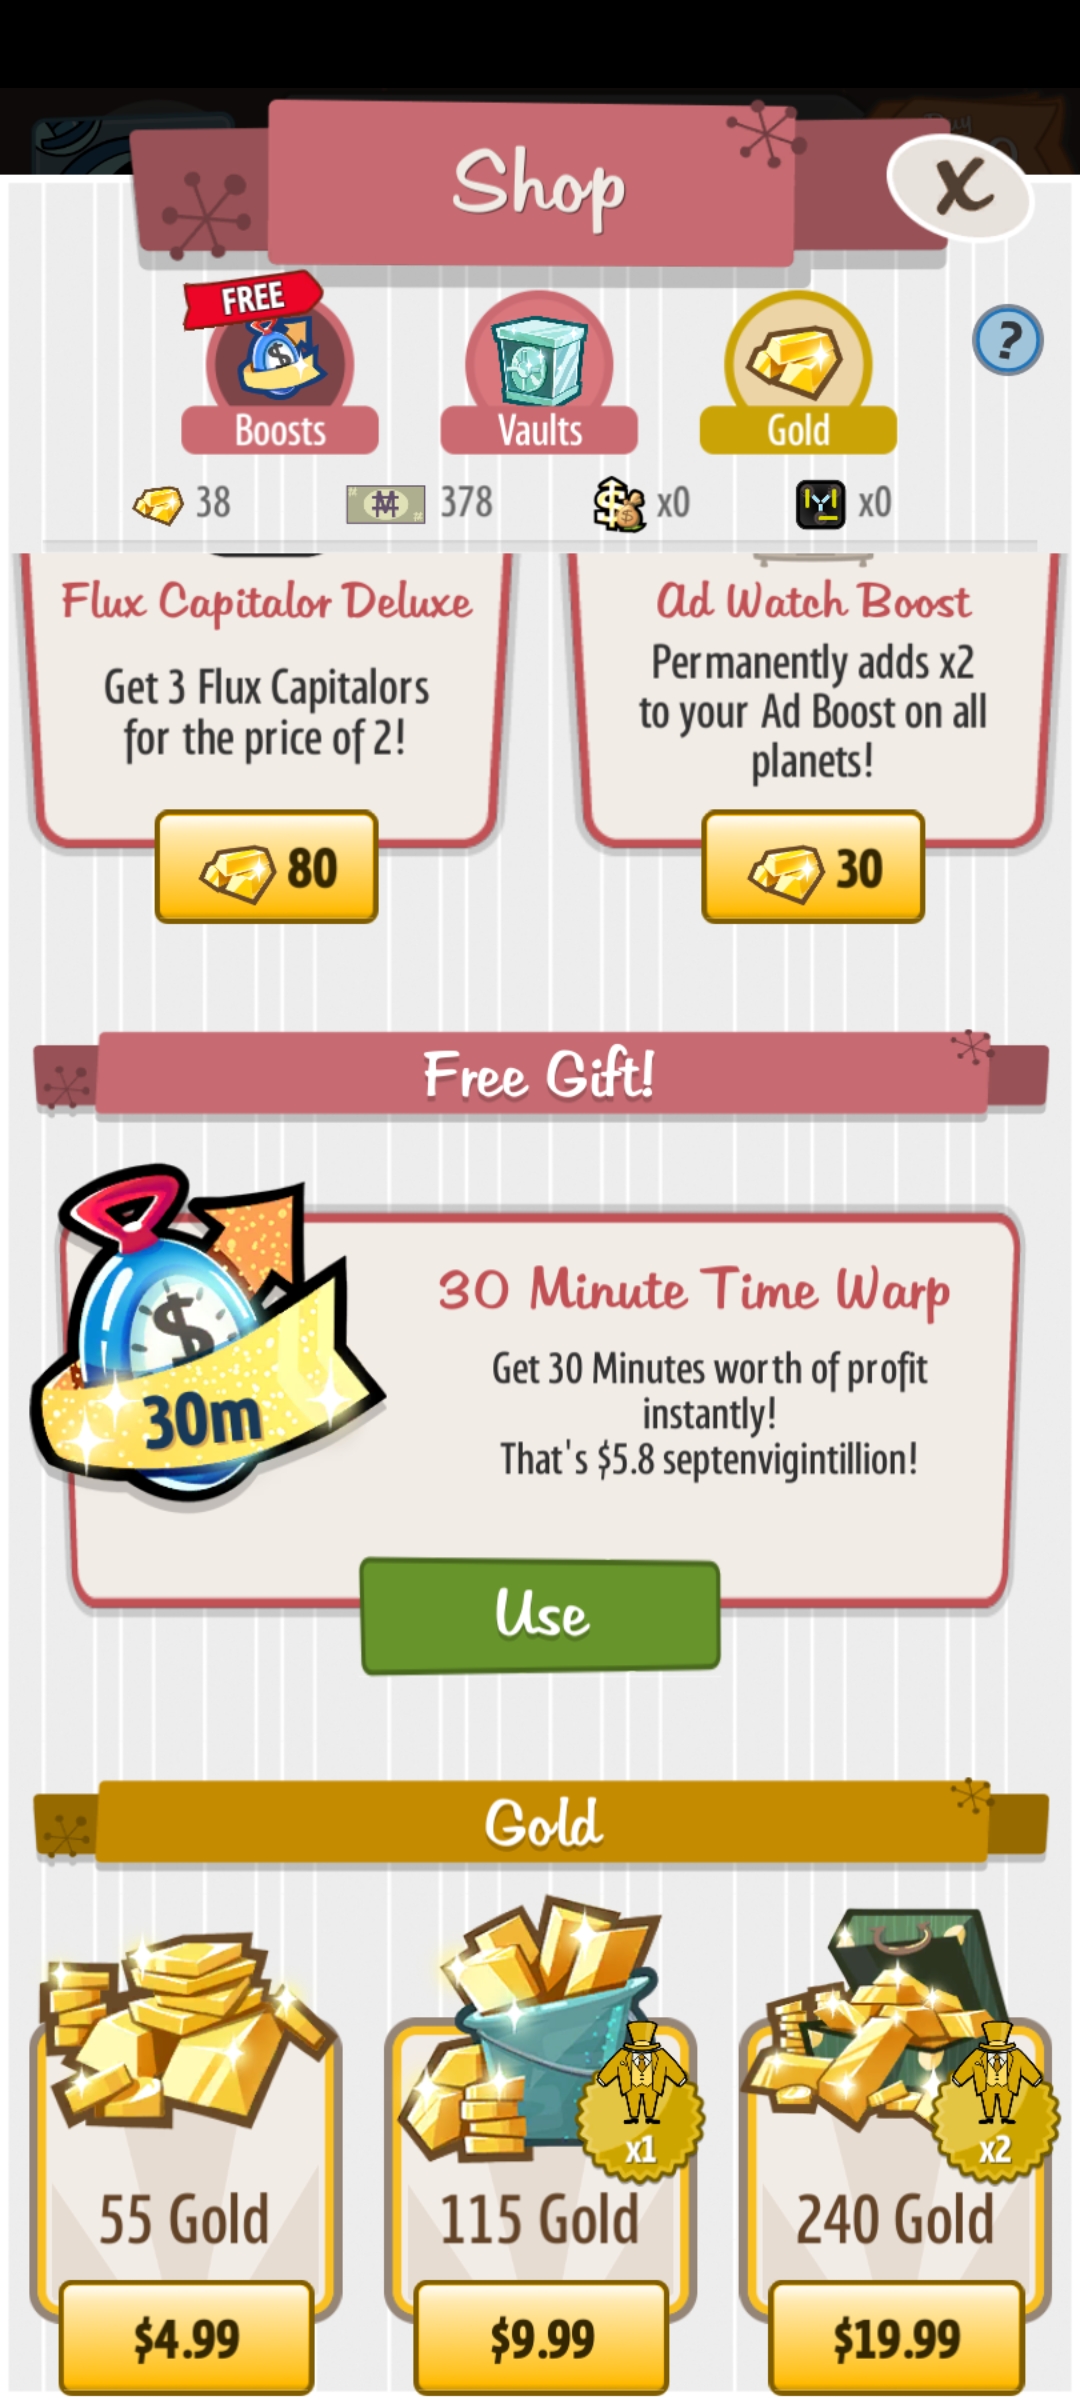 Shop
FREE
Boosts
Vaults
Gold
?
38
378
x0
x0
Flux Capitalor Deluxe
Get 3 Flux Capitalors
for the price of 2!
80
Ad Watch Boost
Permanently adds x2
to your Ad Boost on all
planets!
30
Free Gift!
30m
30 Minute Time Warp
Get 30 Minutes worth of profit
instantly!
That's $5.8 septenvigintillion!
Use
Gold
x1
x2
55 Gold
115 Gold
240 Gold
$4.99
$9.99
$19.99